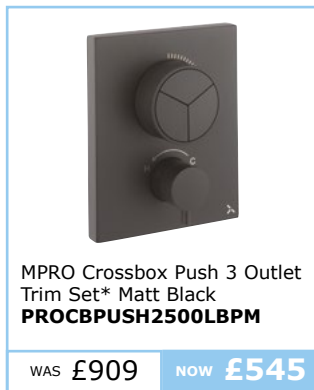 C
MPRO Crossbox Push 3 Outlet
Trim Set* Matt Black
PROCBPUSH2500LBPM
WAS £909 NOW £545